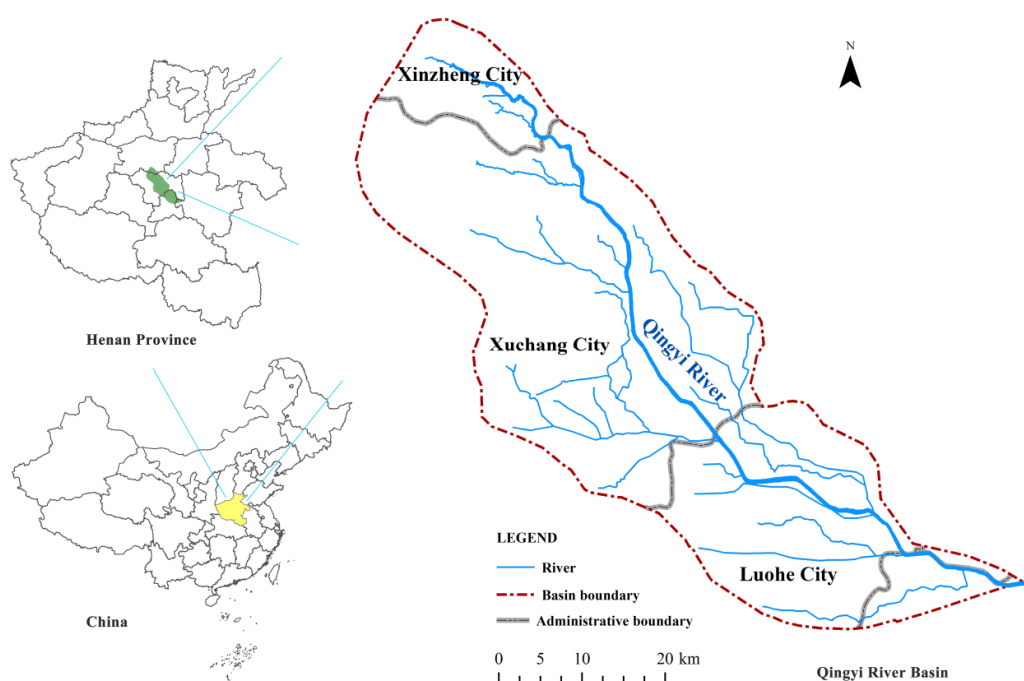 Xinzheng City
N
Henan Province
Xuchang City
Qingyi River
LEGEND
River
Basin boundary
Administrative boundary
Luohe City
China
0 5 10 20 km
Qingyi River Basin